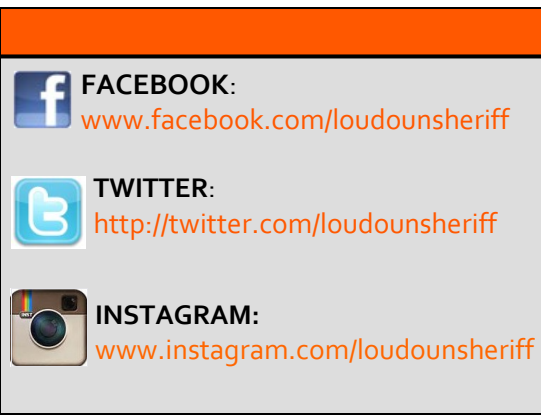 FACEBOOK:
www.facebook.com/loudounsheriff
TWITTER:
http://twitter.com/loudounsheriff
INSTAGRAM:
www.instagram.com/loudounsheriff